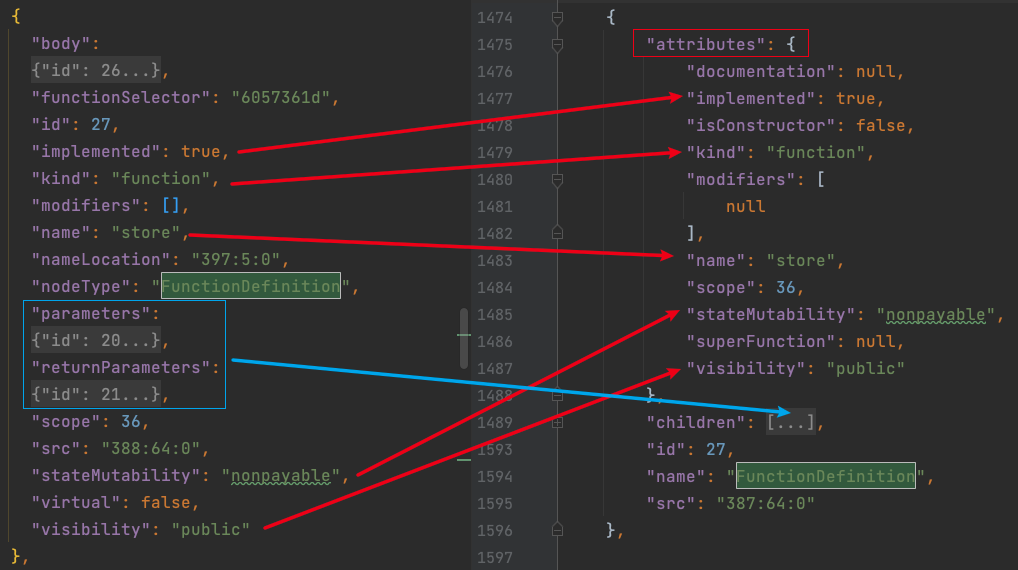 {
"body":
{"id": 26...},
"functionSelector": "6057361d",
"id": 27,
"implemented": true,
"kind": "function",
"modifiers": [],
"name": "store",
"nameLocation": "397:5:0",
"nodeType": "FunctionDefinition",
"parameters":
{"id": 20...},
"returnParameters":
{"id": 21...},
"scope": 36,
"src": "388:64:0",
"stateMutability": "nonpayable",
"virtual": false,
"visibility": "public"
},
1474 {
1475 "attributes": {
1476 "documentation": null,
1477 "implemented": true,
1478 "isConstructor": false,
1479 "kind": "function",
1480 "modifiers": [
1481 null
1482 ],
1483 "name": "store",
1484 "scope": 36,
1485 "stateMutability": "nonpayable",
1486 "superFunction": null,
1487 "visibility": "public"
1488 },
1489 "children": [...],
1593 "id": 27,
1594 "name": "FunctionDefinition",
1595 "src": "387:64:0"
1596 },
1597